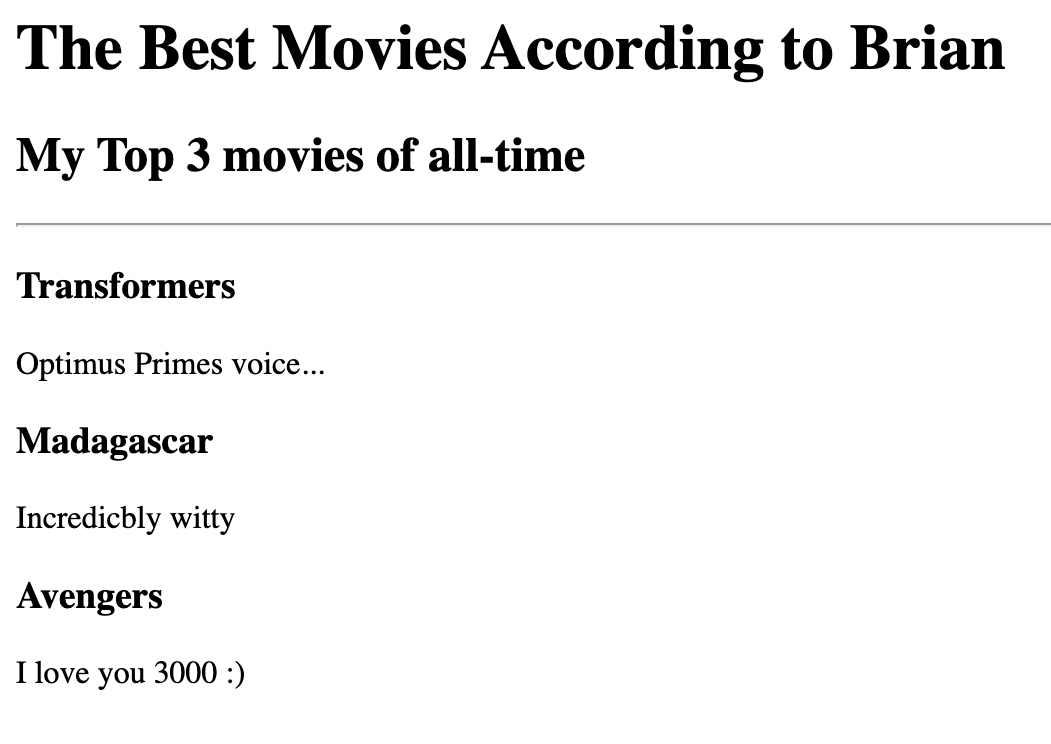 The Best Movies According to Brian
My Top 3 movies of all-time
Transformers
Optimus Primes voice...
Madagascar
Incredicbly witty
Avengers
I love you 3000 :)